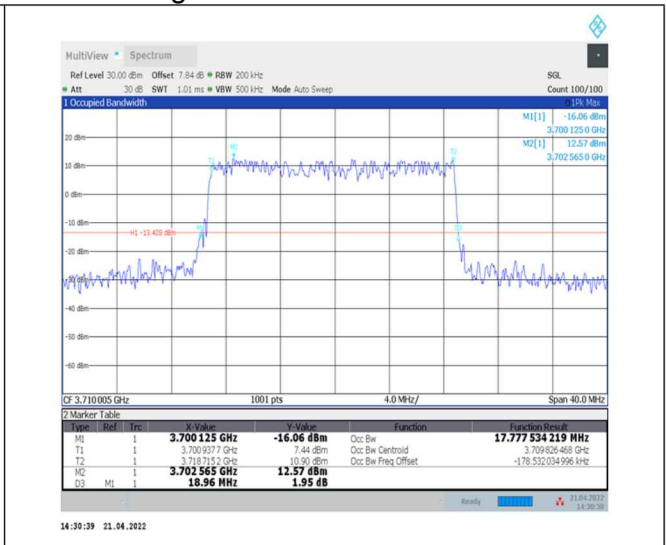 MultiView Spectrum
Ref Level 30.00 dBm Offset 7.84 dB RBW 200 kHz SGL
Att 30 dB SWT 1.01 ms VBW 500 kHz Mode Auto Sweep Count 100/100
1 Occupied Bandwidth 1Pk Max
M1[1] -16.06 dBm
3.700 125 0 GHz
M2[1] 12.57 dBm
3.702 565 0 GHz
20 dBm
10 dBm
0 dBm
-10 dBm
H1 -13.428 dBm
-20 dBm
-40 dBm
-50 dBm
-60 dBm
CF 3.710 005 GHz 1001 pts 4.0 MHz/ Span 40.0 MHz
2 Marker Table
Type Ref Trc X-Value Y-Value Function Function Result
M1 1 3.700 125 GHz -16.06 dBm Occ Bw 17.777 534 219 MHz
T1 1 3.700 937 7 GHz 7.44 dBm Occ Bw Centroid 3.709 826 468 GHz
T2 1 3.718 715 2 GHz 10.90 dBm Occ Bw Freq Offset -178.532 034 996 kHz
M2 1 3.702 565 GHz 12.57 dBm
D3 M1 1 18.96 MHz 1.95 dB
Ready 21.04.2022
14:30:38
14:30:39 21.04.2022